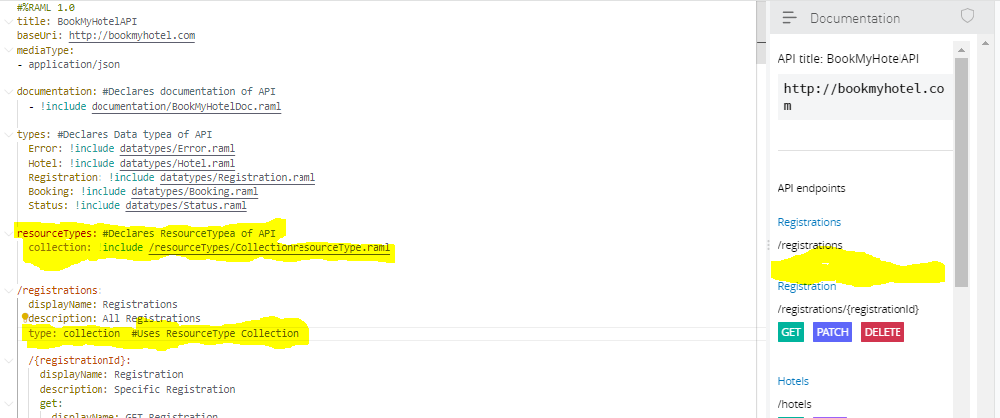 #%RAML 1.0
title: BookMyHotelAPI
baseUri: http://bookmyhotel.com
mediaType:
- application/json
documentation: #Declares documentation of API
- !include documentation/BookMyHotelDoc.raml
types: #Declares Data typea of API
Error: !include datatypes/Error.raml
Hotel: !include datatypes/Hotel.raml
Registration: !include datatypes/Registration.raml
Booking: !include datatypes/Booking.raml
Status: !include datatypes/Status.raml
resourceTypes: #Declares ResourceTypea of API
collection: !include /resourceTypes/CollectionresourceType.raml
/registrations:
displayName: Registrations
description: All Registrations
type: collection #Uses ResourceType Collection
/{registrationId}:
displayName: Registration
description: Specific Registration
get:
displayName: GET Registration
Documentation
API title: BookMyHotelAPI
http://bookmyhotel.co
m
API endpoints
Registrations
/registrations
Registration
/registrations/{registrationId}
GET PATCH DELETE
Hotels
/hotels